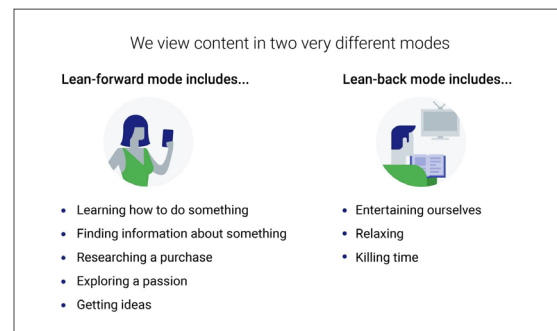 We view content in two very different modes
Lean-forward mode includes...
• Learning how to do something
• Finding information about something
• Researching a purchase
• Exploring a passion
• Getting ideas
Lean-back mode includes...
• Entertaining ourselves
• Relaxing
• Killing time